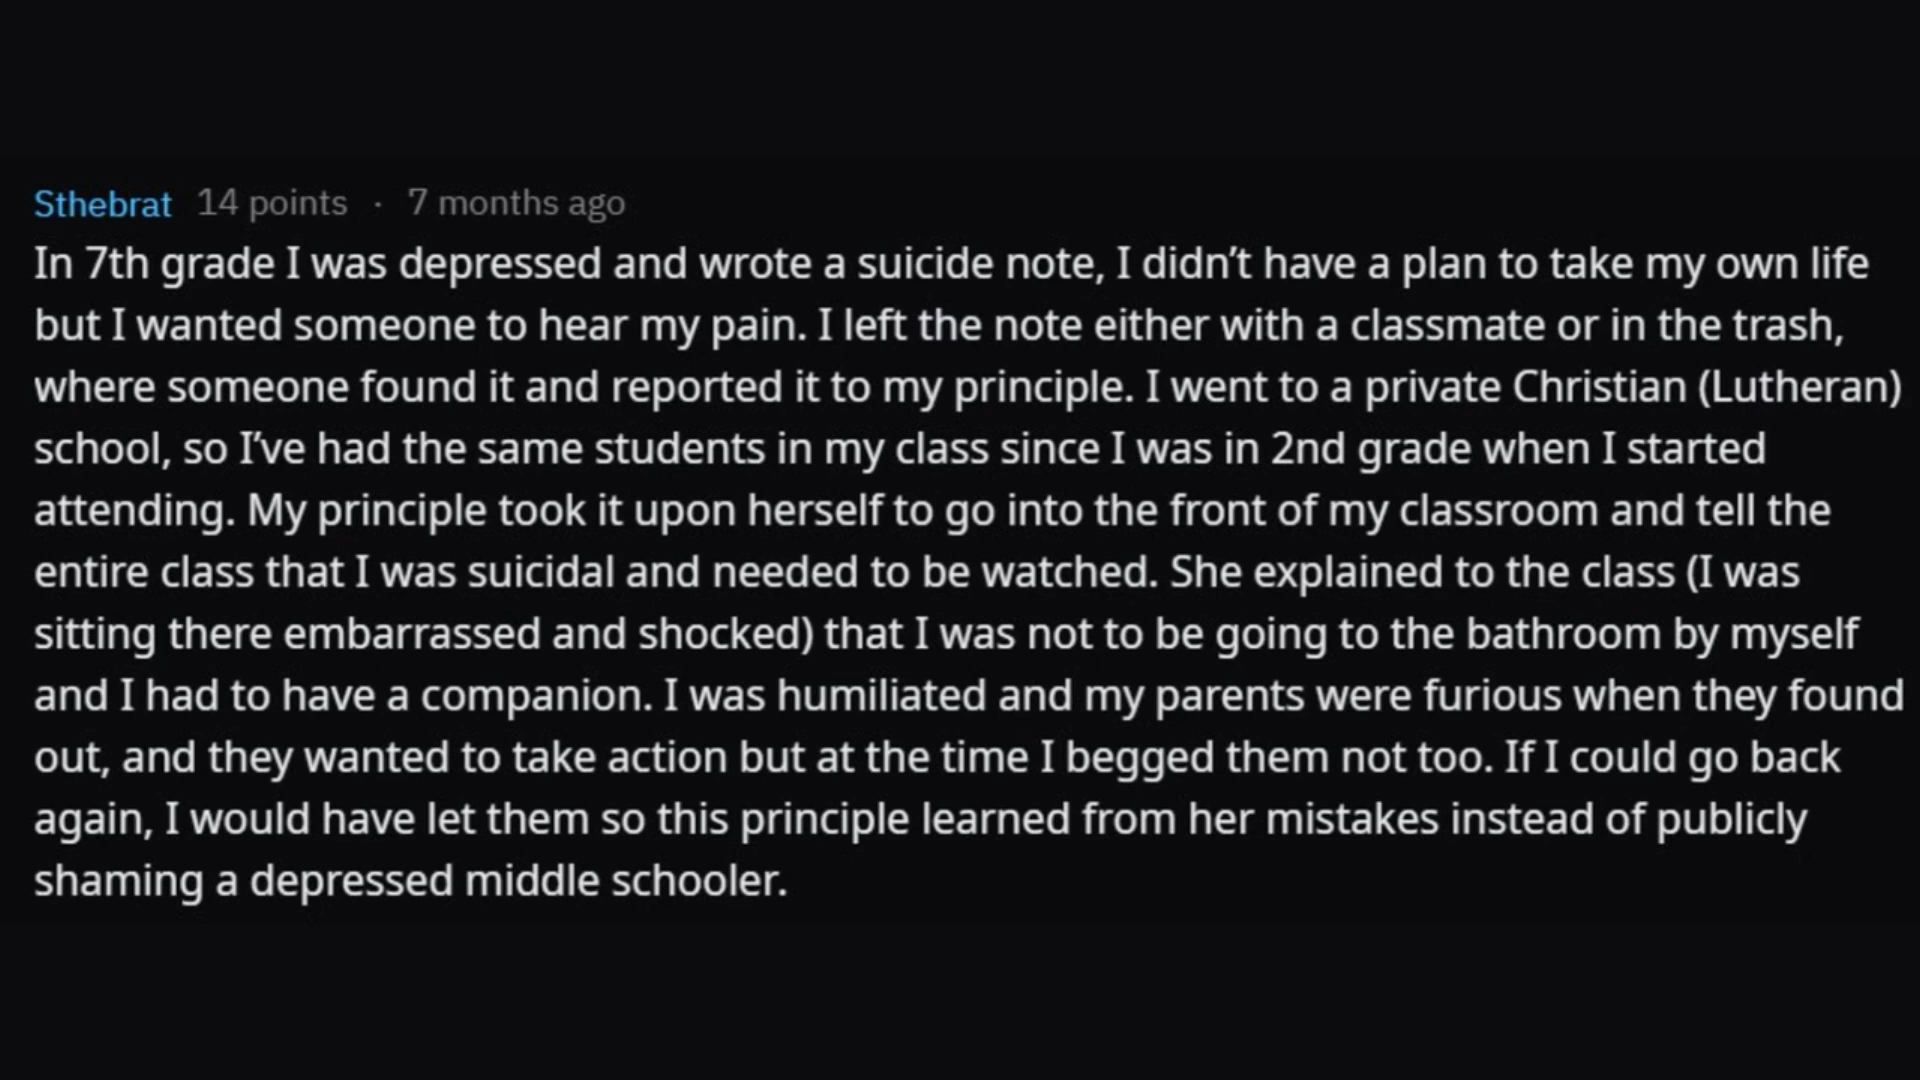 Sthebrat 14 points · 7 months ago
In 7th grade I was depressed and wrote a suicide note, I didn’t have a plan to take my own life
but I wanted someone to hear my pain. I left the note either with a classmate or in the trash,
where someone found it and reported it to my principle. I went to a private Christian (Lutheran)
school, so I’ve had the same students in my class since I was in 2nd grade when I started
attending. My principle took it upon herself to go into the front of my classroom and tell the
entire class that I was suicidal and needed to be watched. She explained to the class (I was
sitting there embarrassed and shocked) that I was not to be going to the bathroom by myself
and I had to have a companion. I was humiliated and my parents were furious when they found
out, and they wanted to take action but at the time I begged them not too. If I could go back
again, I would have let them so this principle learned from her mistakes instead of publicly
shaming a depressed middle schooler.